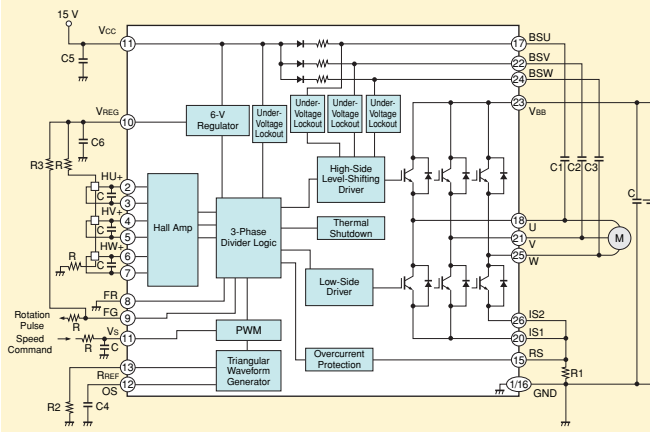 15 V
VCC
11
C5
VREG
10
C6
R3
R
6-V
Regulator
Under-
Voltage
Lockout
Under-
Voltage
Lockout
Under-
Voltage
Lockout
Under-
Voltage
Lockout
17
BSU
22
BSV
24
BSW
23
VBB
HU+
2
C
3
HV+
4
C
5
HW+
6
C
R
7
Hall Amp
3-Phase
Divider Logic
High-Side
Level-Shifting
Driver
Thermal
Shutdown
Low-Side
Driver
C1
C2
C3
C
18
U
21
V
25
W
M
FR
8
FG
9
Rotation
Pulse
R
Speed
Command
R
C
VS
11
PWM
RREF
13
12
OS
R2
C4
Triangular
Waveform
Generator
Overcurrent
Protection
26
IS2
20
IS1
15
RS
R1
1/16
GND